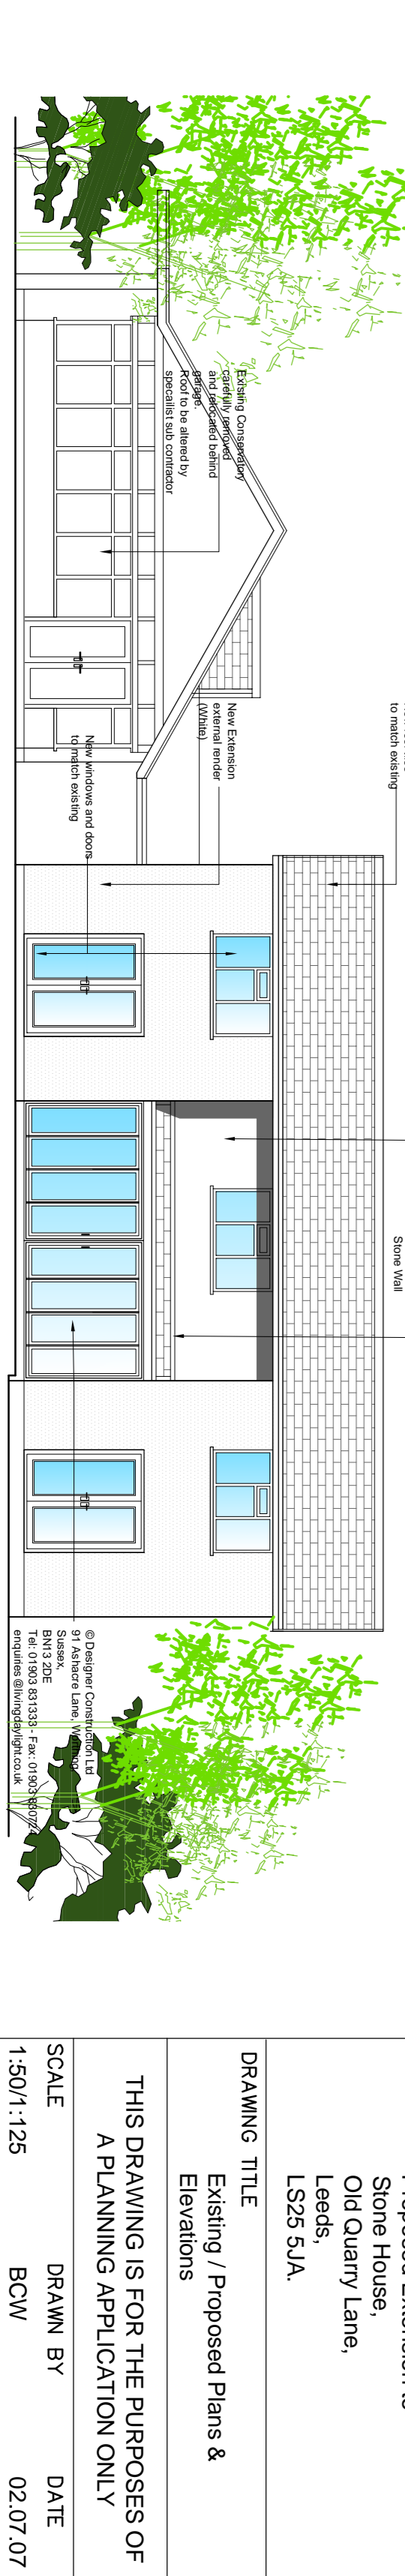 to match existing
Stone Wall
Existing Conservatory
carefully removed
and relocated behind
garage.
Roof to be altered by
specailist sub contractor
New Extension
external render
(White)
New windows and doors
to match existing
© Designer Construction Ltd
91 Ashacre Lane, Worthing
Sussex,
BN13 2DE
Tel: 01903 831333 - Fax: 01903 830724
enquiries@livingdaylight.co.uk
Proposed Extension to
Stone House,
Old Quarry Lane,
Leeds,
LS25 5JA.
DRAWING TITLE
Existing / Proposed Plans &
Elevations
THIS DRAWING IS FOR THE PURPOSES OF
A PLANNING APPLICATION ONLY
SCALE DRAWN BY DATE
1:50/1:125 BCW 02.07.07